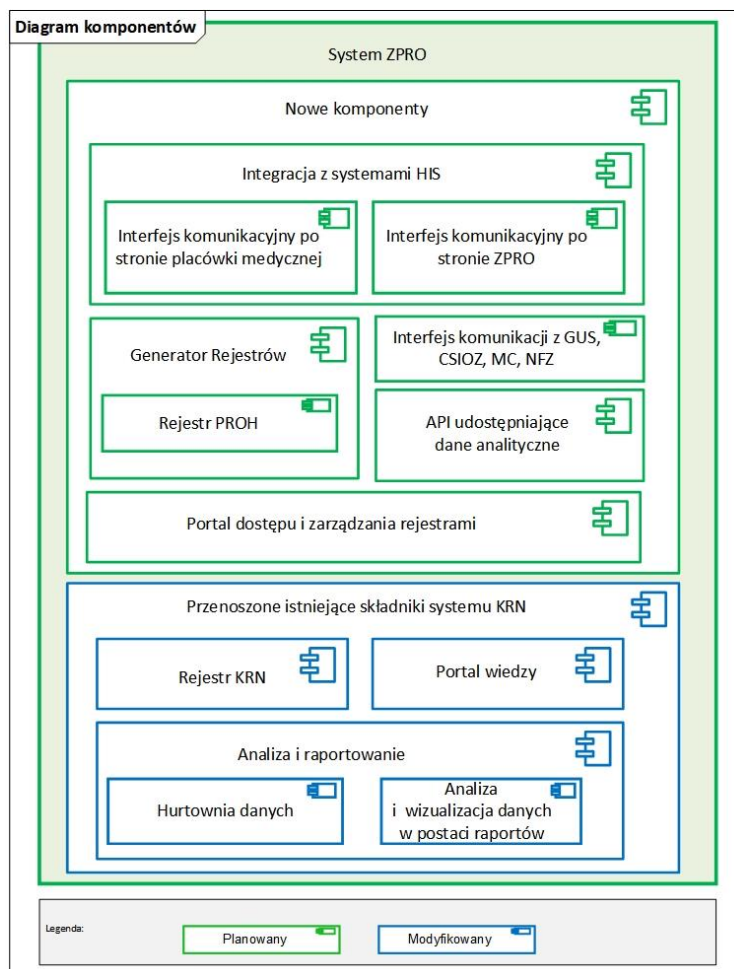 Diagram komponentów
System ZPRO
Nowe komponenty
Integracja z systemami HIS
Interfejs komunikacyjny po
stronie placówki medycznej
Interfejs komunikacyjny po
stronie ZPRO
Generator Rejestrów
Rejestr PROH
Interfejs komunikacji z GUS,
CSIOZ, MC, NFZ
API udostępniające
dane analityczne
Portal dostępu i zarządzania rejestrami
Przenoszone istniejące składniki systemu KRN
Rejestr KRN
Portal wiedzy
Analiza i raportowanie
Hurtownia danych
Analiza
i wizualizacja danych
w postaci raportów
Legenda:
Planowany
Modyfikowany